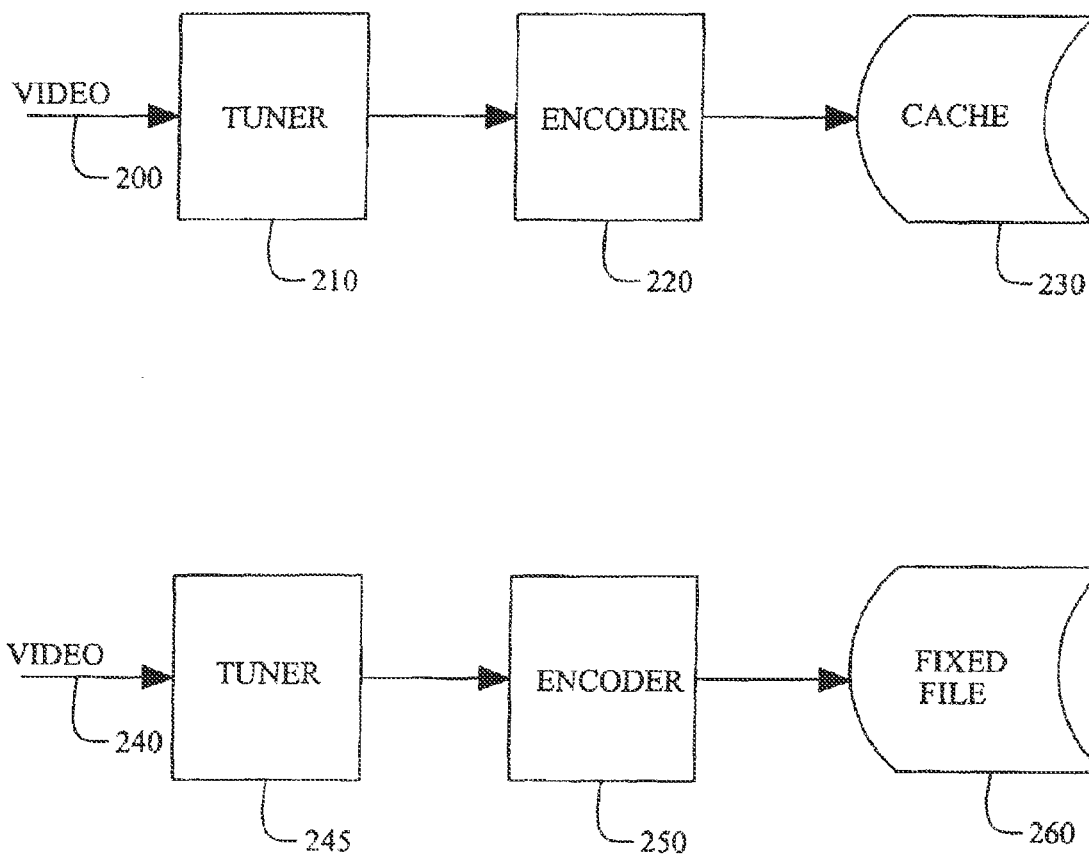 VIDEO
TUNER
ENCODER
CACHE
200
210
220
230
VIDEO
TUNER
ENCODER
FIXED
FILE
240
245
250
260